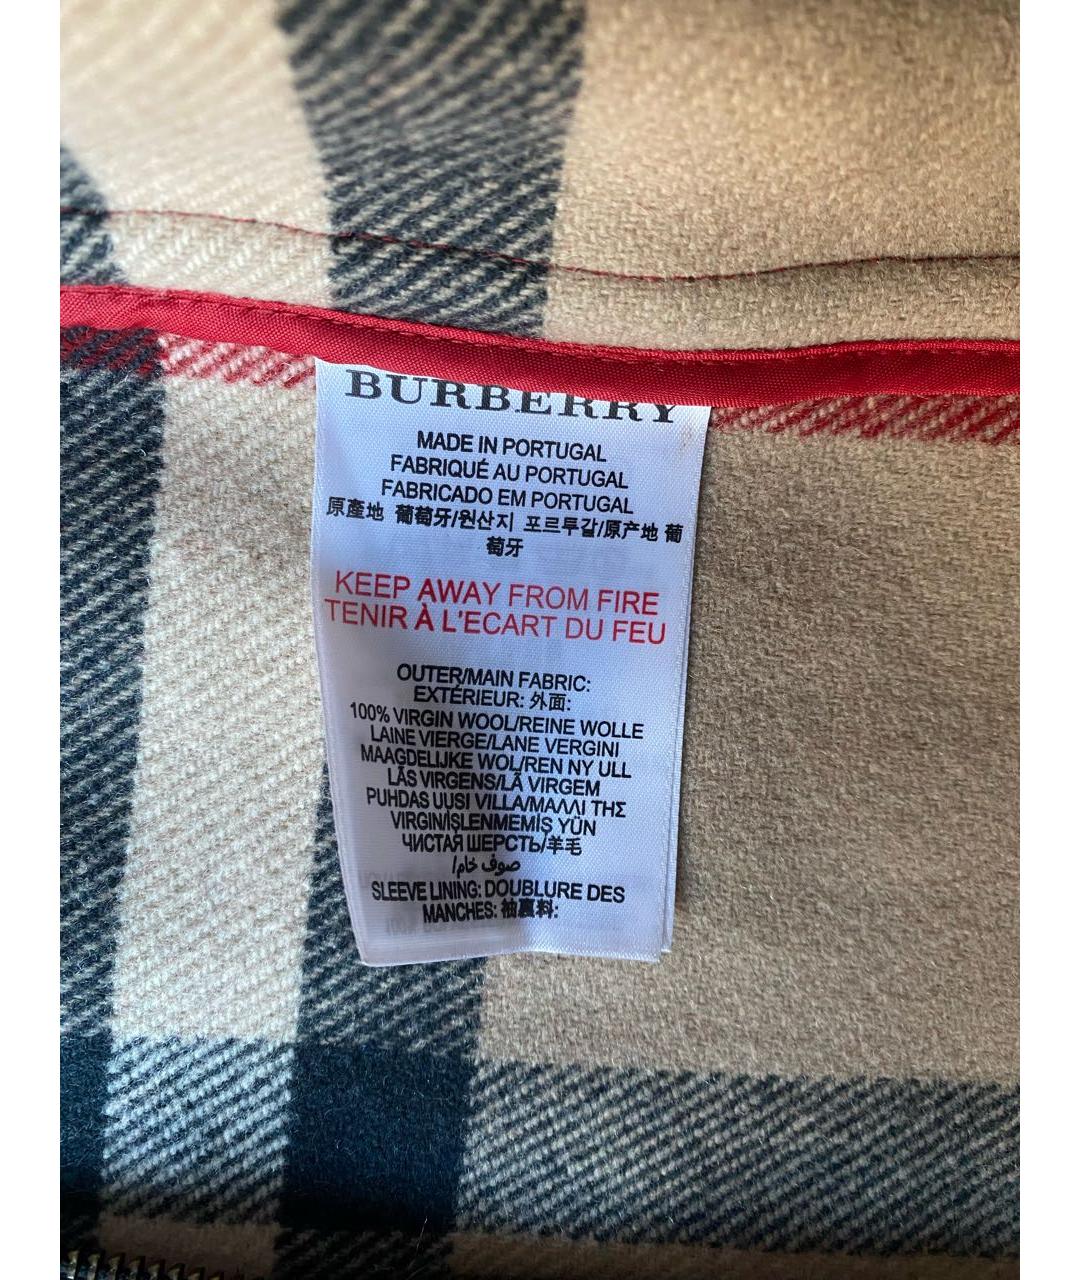 BURBERRY
MADE IN PORTUGAL
FABRIQUÉ AU PORTUGAL
FABRICADO EM PORTUGAL
原產地 葡萄牙/원산지 포르투갈/原产地 葡
萄牙
KEEP AWAY FROM FIRE
TENIR À L'ECART DU FEU
OUTER/MAIN FABRIC:
EXTÉRIEUR: 外面:
100% VIRGIN WOOL/REINE WOLLE
LAINE VIERGE/LANE VERGINI
MAAGDELIJKE WOL/REN NY ULL
LÃS VIRGENS/LÃ VIRGEM
PUHDAS UUSI VILLA/ΜΑΛΛΙ ΤΗΣ
VIRGIN/İŞLENMEMİŞ YÜN
ЧИСТАЯ ШЕРСТЬ/羊毛
صوف خام/
SLEEVE LINING: DOUBLURE DES
MANCHES: 袖裏料: